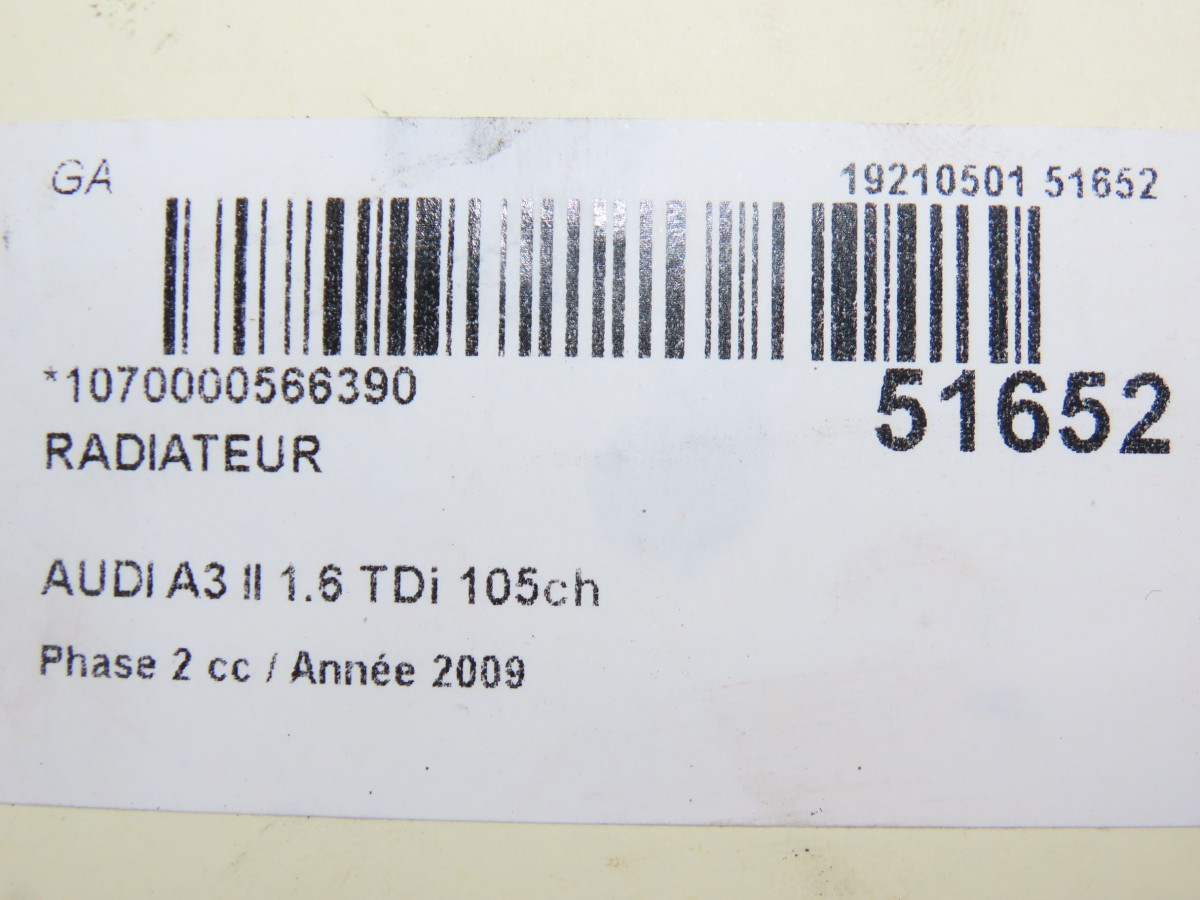 GA
19210501 51652
*1070000566390
51652
RADIATEUR
AUDI A3 II 1.6 TDi 105ch
Phase 2 cc / Année 2009